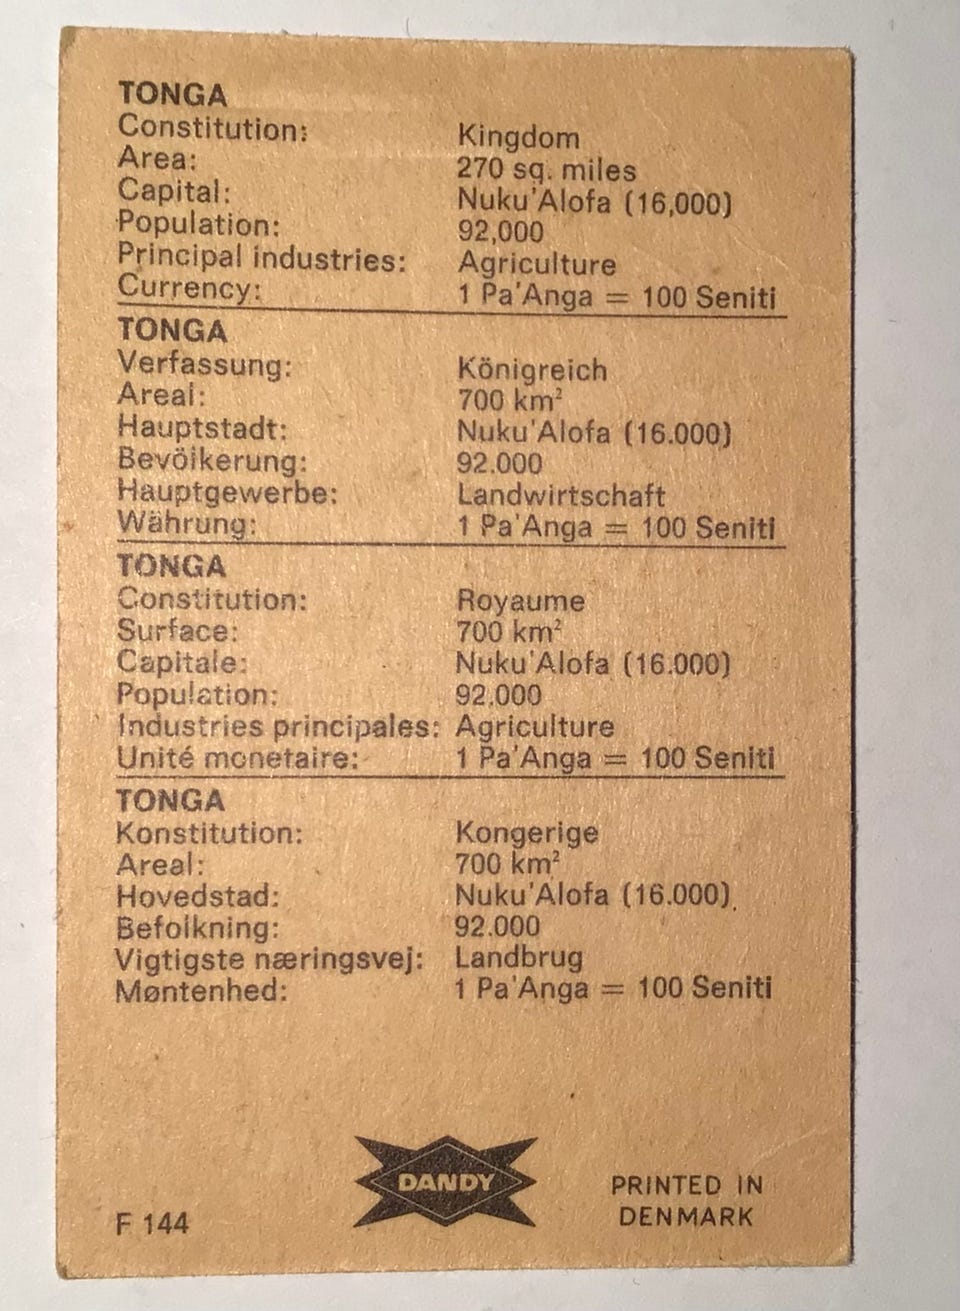 TONGA
Constitution: Kingdom
Area: 270 sq. miles
Capital: Nuku'Alofa (16,000)
Population: 92,000
Principal industries: Agriculture
Currency: 1 Pa'Anga = 100 Seniti
TONGA
Verfassung: Königreich
Areal: 700 km²
Hauptstadt: Nuku'Alofa (16.000)
Bevölkerung: 92.000
Hauptgewerbe: Landwirtschaft
Währung: 1 Pa'Anga = 100 Seniti
TONGA
Constitution: Royaume
Surface: 700 km²
Capitale: Nuku'Alofa (16.000)
Population: 92.000
Industries principales: Agriculture
Unité monetaire: 1 Pa'Anga = 100 Seniti
TONGA
Konstitution: Kongerige
Areal: 700 km²
Hovedstad: Nuku'Alofa (16.000)
Befolkning: 92.000
Vigtigste næringsvej: Landbrug
Møntenhed: 1 Pa'Anga = 100 Seniti
DANDY
PRINTED IN
DENMARK
F 144